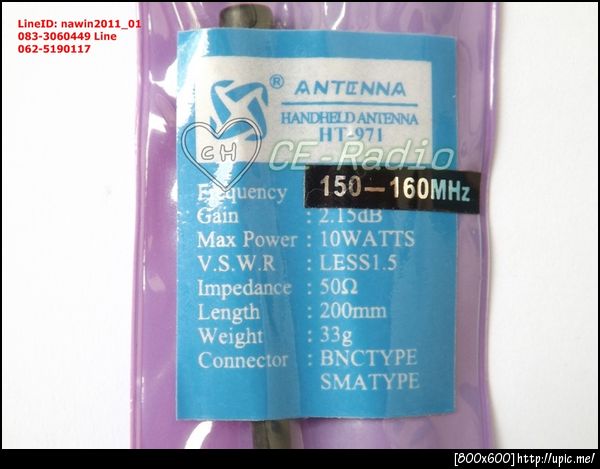 LineID: nawin2011_01
083-3060449 Line
062-5190117
® ANTENNA
HANDHELD ANTENNA
HT-971
CH CE-Radio
Frequency 150—160MHz
Gain : 2.15dB
Max Power : 10WATTS
V.S.W.R : LESS1.5
Impedance : 50Ω
Length : 200mm
Weight : 33g
Connector : BNCTYPE
SMATYPE
[800x600]http://upic.me/